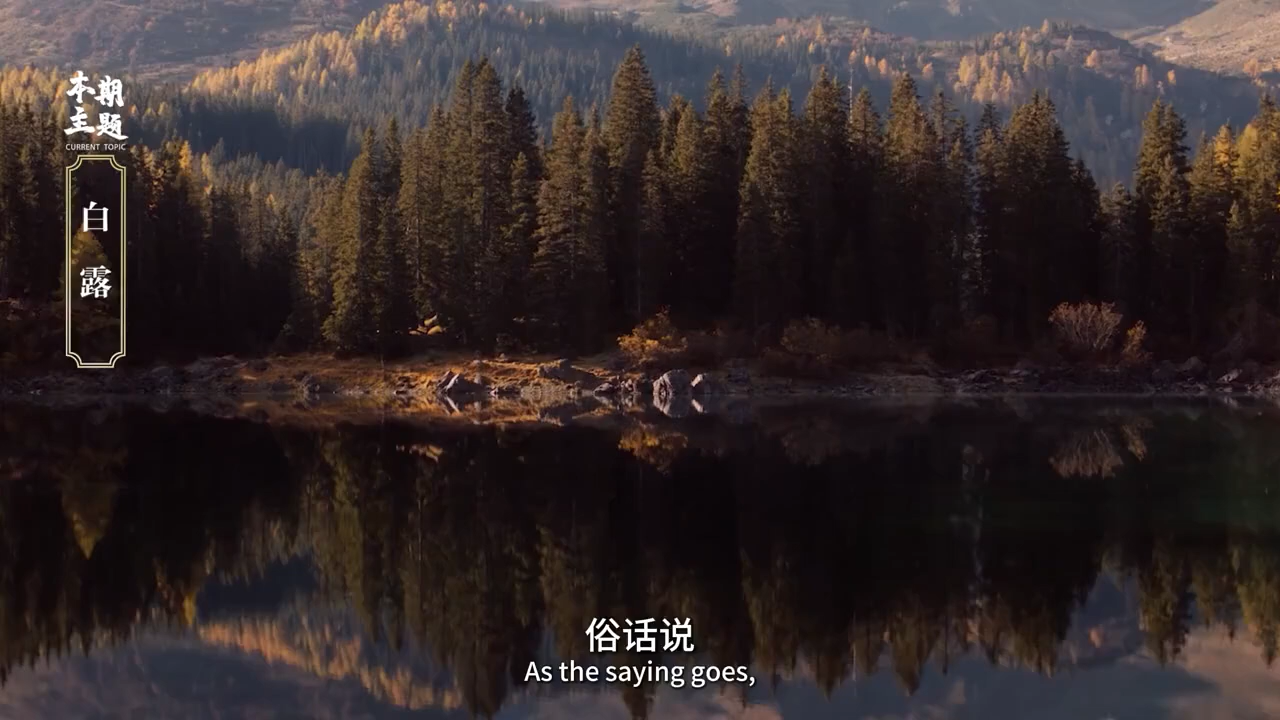 本期
主题
CURRENT TOPIC
白露
俗话说
As the saying goes,